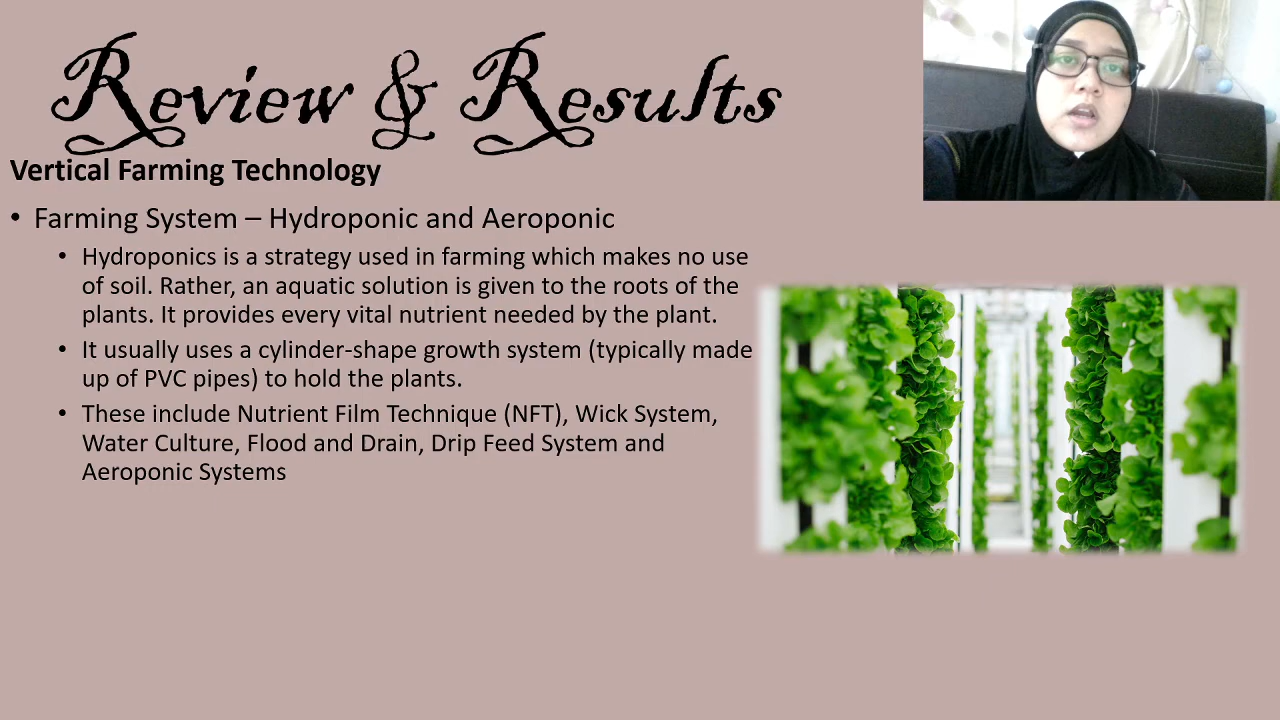 Review & Results
Vertical Farming Technology
• Farming System – Hydroponic and Aeroponic
• Hydroponics is a strategy used in farming which makes no use
of soil. Rather, an aquatic solution is given to the roots of the
plants. It provides every vital nutrient needed by the plant.
• It usually uses a cylinder-shape growth system (typically made
up of PVC pipes) to hold the plants.
• These include Nutrient Film Technique (NFT), Wick System,
Water Culture, Flood and Drain, Drip Feed System and
Aeroponic Systems